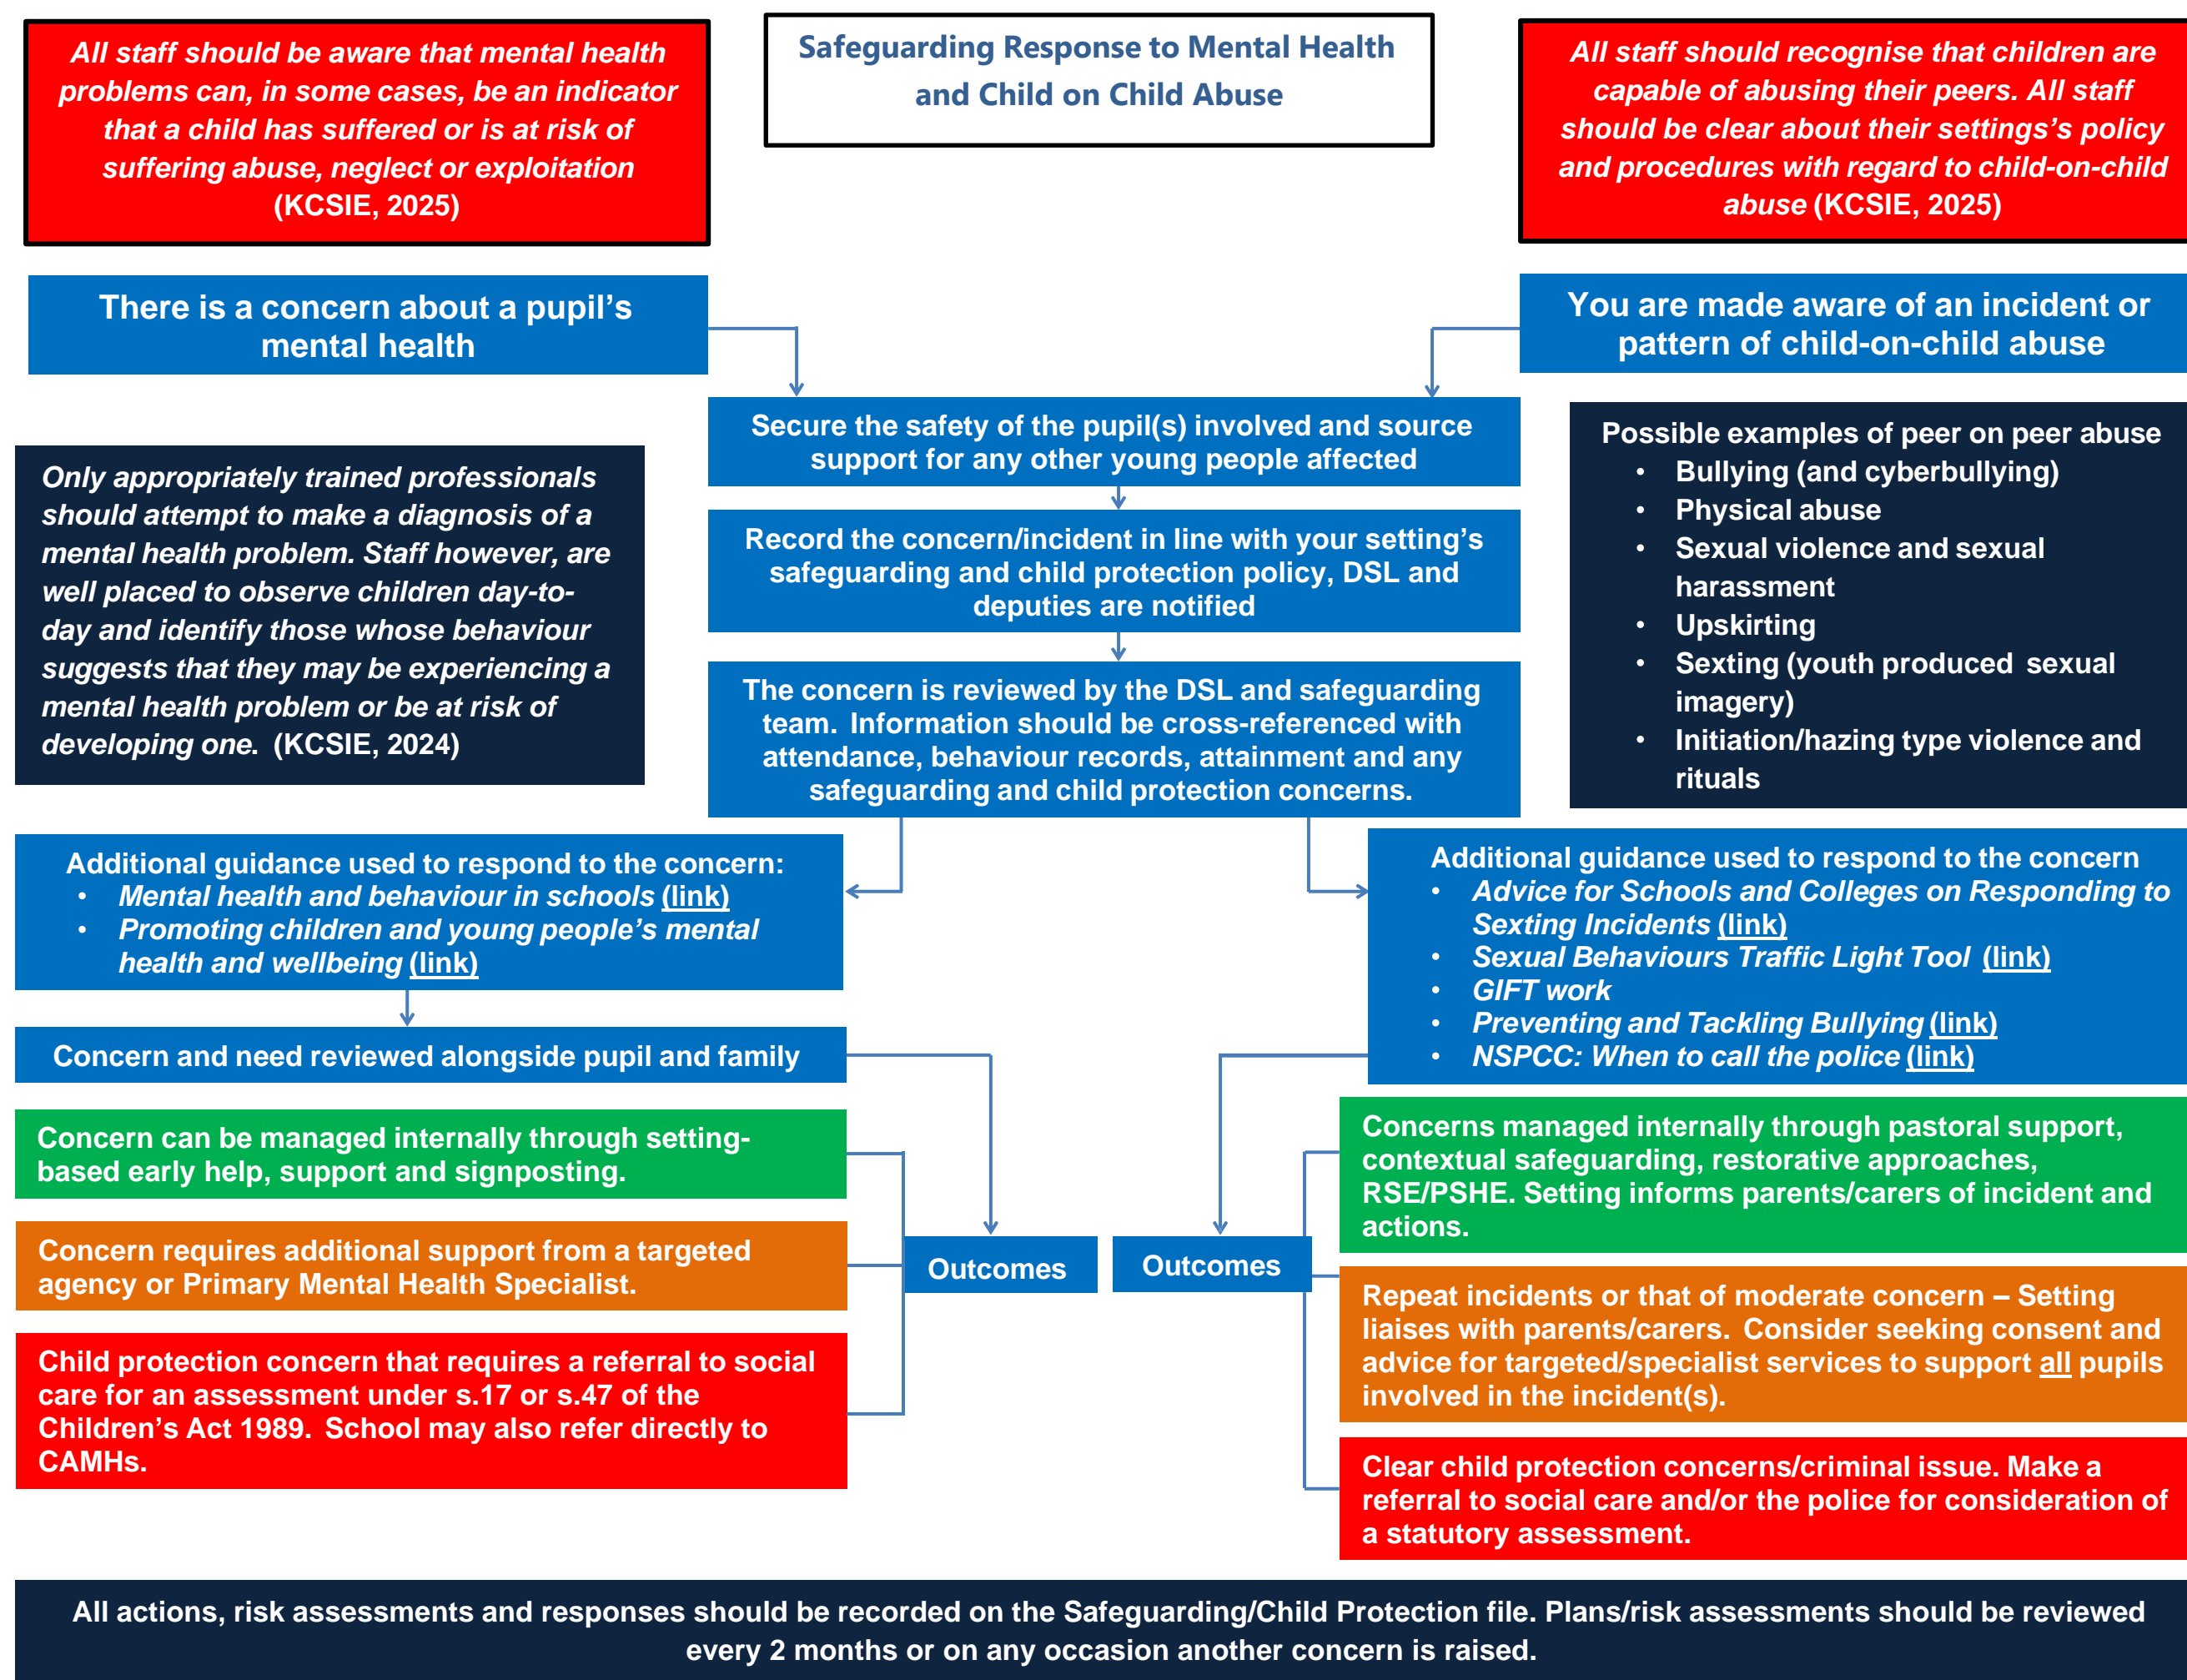 All staff should be aware that mental health
problems can, in some cases, be an indicator
that a child has suffered or is at risk of
suffering abuse, neglect or exploitation
(KCSIE, 2025)
Safeguarding Response to Mental Health
and Child on Child Abuse
All staff should recognise that children are
capable of abusing their peers. All staff
should be clear about their settings's policy
and procedures with regard to child-on-child
abuse (KCSIE, 2025)
There is a concern about a pupil’s
mental health
You are made aware of an incident or
pattern of child-on-child abuse
Secure the safety of the pupil(s) involved and source
support for any other young people affected
Only appropriately trained professionals
should attempt to make a diagnosis of a
mental health problem. Staff however, are
well placed to observe children day-to-
day and identify those whose behaviour
suggests that they may be experiencing a
mental health problem or be at risk of
developing one. (KCSIE, 2024)
Record the concern/incident in line with your setting’s
safeguarding and child protection policy, DSL and
deputies are notified
Possible examples of peer on peer abuse
• Bullying (and cyberbullying)
• Physical abuse
• Sexual violence and sexual
harassment
• Upskirting
• Sexting (youth produced sexual
imagery)
• Initiation/hazing type violence and
rituals
The concern is reviewed by the DSL and safeguarding
team. Information should be cross-referenced with
attendance, behaviour records, attainment and any
safeguarding and child protection concerns.
Additional guidance used to respond to the concern:
• Mental health and behaviour in schools (link)
• Promoting children and young people’s mental
health and wellbeing (link)
Additional guidance used to respond to the concern
• Advice for Schools and Colleges on Responding to
Sexting Incidents (link)
• Sexual Behaviours Traffic Light Tool (link)
• GIFT work
• Preventing and Tackling Bullying (link)
• NSPCC: When to call the police (link)
Concern and need reviewed alongside pupil and family
Concern can be managed internally through setting-
based early help, support and signposting.
Concern requires additional support from a targeted
agency or Primary Mental Health Specialist.
Child protection concern that requires a referral to social
care for an assessment under s.17 or s.47 of the
Children’s Act 1989. School may also refer directly to
CAMHs.
Outcomes
Outcomes
Concerns managed internally through pastoral support,
contextual safeguarding, restorative approaches,
RSE/PSHE. Setting informs parents/carers of incident and
actions.
Repeat incidents or that of moderate concern – Setting
liaises with parents/carers. Consider seeking consent and
advice for targeted/specialist services to support all pupils
involved in the incident(s).
Clear child protection concerns/criminal issue. Make a
referral to social care and/or the police for consideration of
a statutory assessment.
All actions, risk assessments and responses should be recorded on the Safeguarding/Child Protection file. Plans/risk assessments should be reviewed
every 2 months or on any occasion another concern is raised.